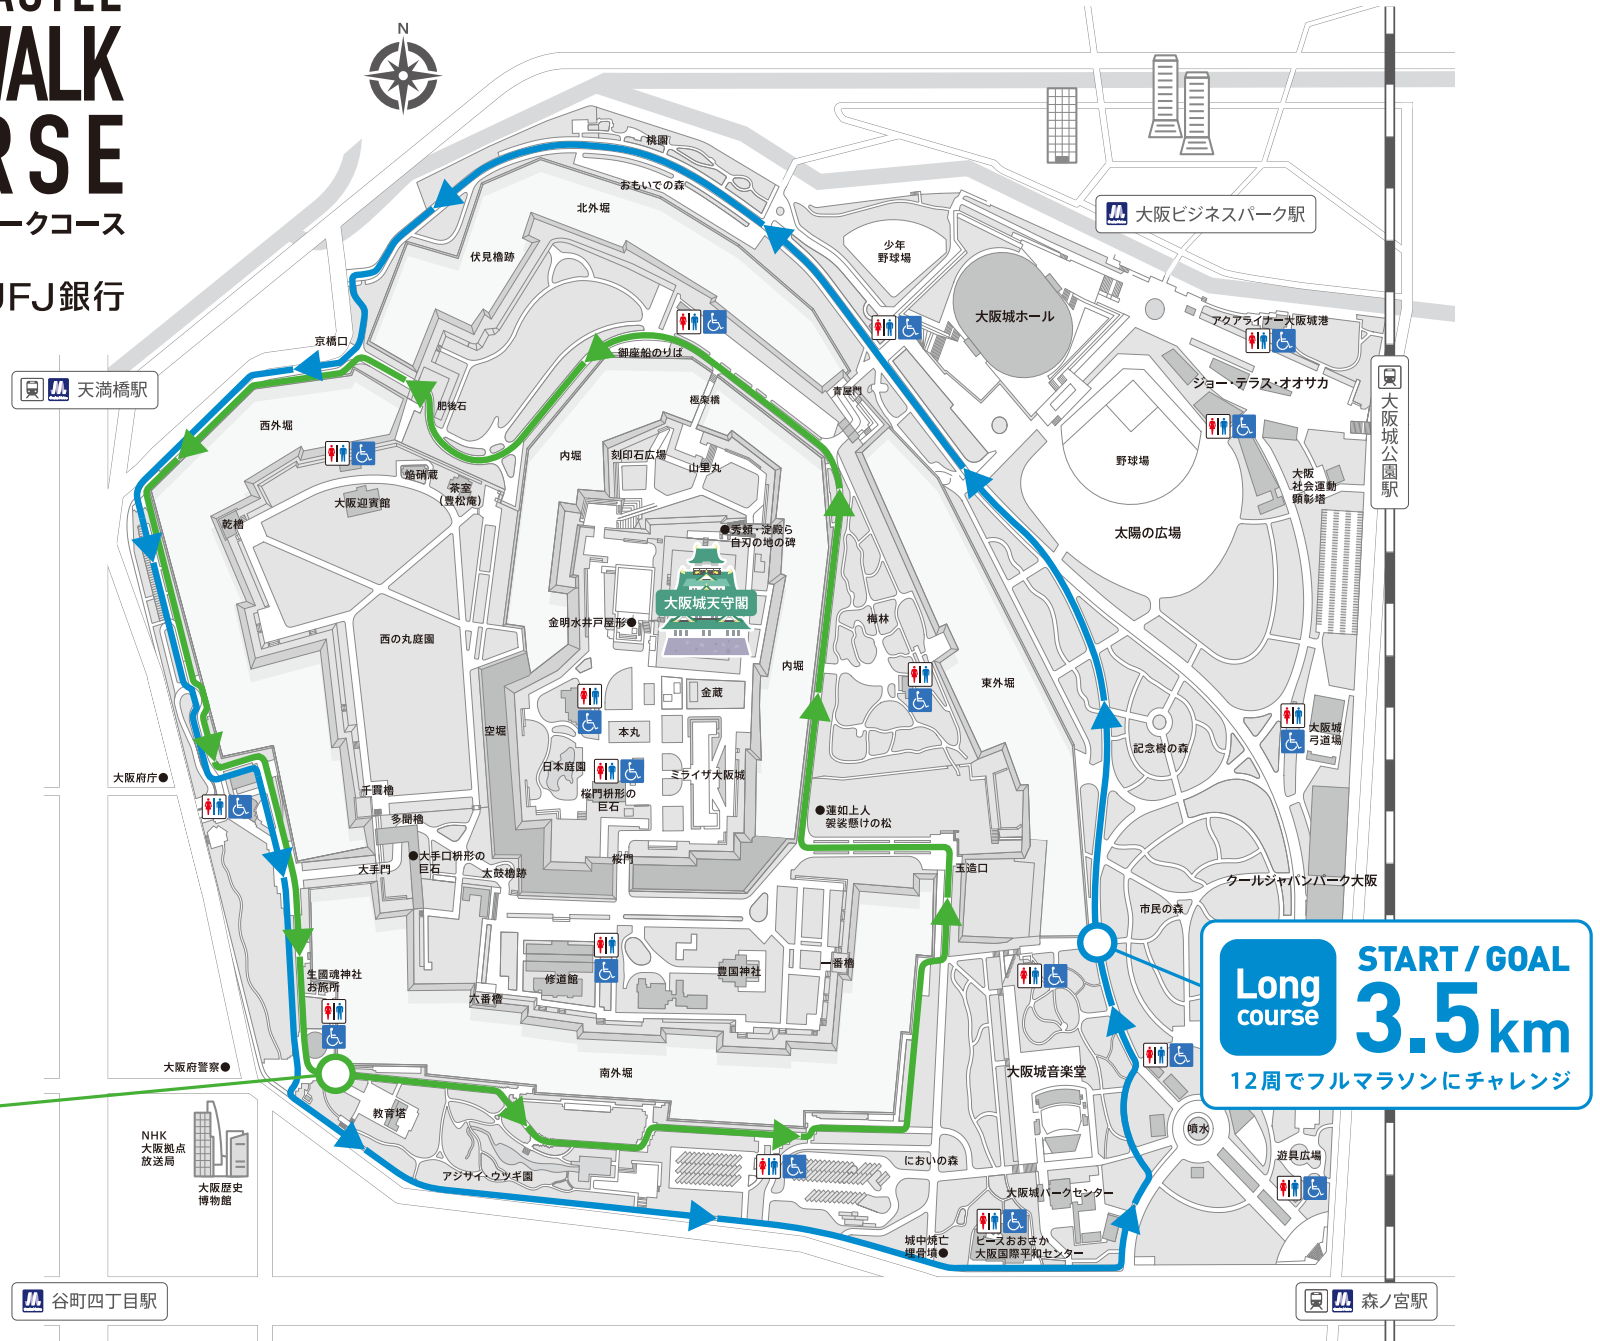 WALK
RSE
ークコース
UFJ銀行
N
桃園
おもいでの森
北外堀
伏見櫓跡
少年
野球場
大阪ビジネスパーク駅
大阪城ホール
アクアライナー大阪城港
ジョー・テラス・オオサカ
大阪城公園駅
京橋口
天満橋駅
御座船のりば
極楽橋
青屋門
肥後石
西外堀
内堀
刻印石広場
山里丸
野球場
大阪
社会運動
顕彰塔
焔硝蔵
茶室
(豊松庵)
大阪迎賓館
乾櫓
秀頼・淀殿ら
自刃の地の碑
太陽の広場
大阪城天守閣
金明水井戸屋形
梅林
西の丸庭園
内堀
東外堀
金蔵
空堀
本丸
大阪城
弓道場
記念樹の森
日本庭園
ミライザ大阪城
桜門枡形の
巨石
大阪府庁
千貫櫓
多聞櫓
蓮如上人
袈裟懸けの松
大手口枡形の
巨石
大手門
太鼓櫓跡
桜門
玉造口
クールジャパンパーク大阪
市民の森
Long
course
START / GOAL
3.5km
12周でフルマラソンにチャレンジ
生國魂神社
お旅所
修道館
豊国神社
一番櫓
六番櫓
大阪府警察
南外堀
大阪城音楽堂
教育塔
噴水
NHK
大阪拠点
放送局
大阪歴史
博物館
アジサイ・ウツギ園
においの森
遊具広場
大阪城パークセンター
城中焼亡
埋骨墳
ピースおおさか
大阪国際平和センター
谷町四丁目駅
森ノ宮駅